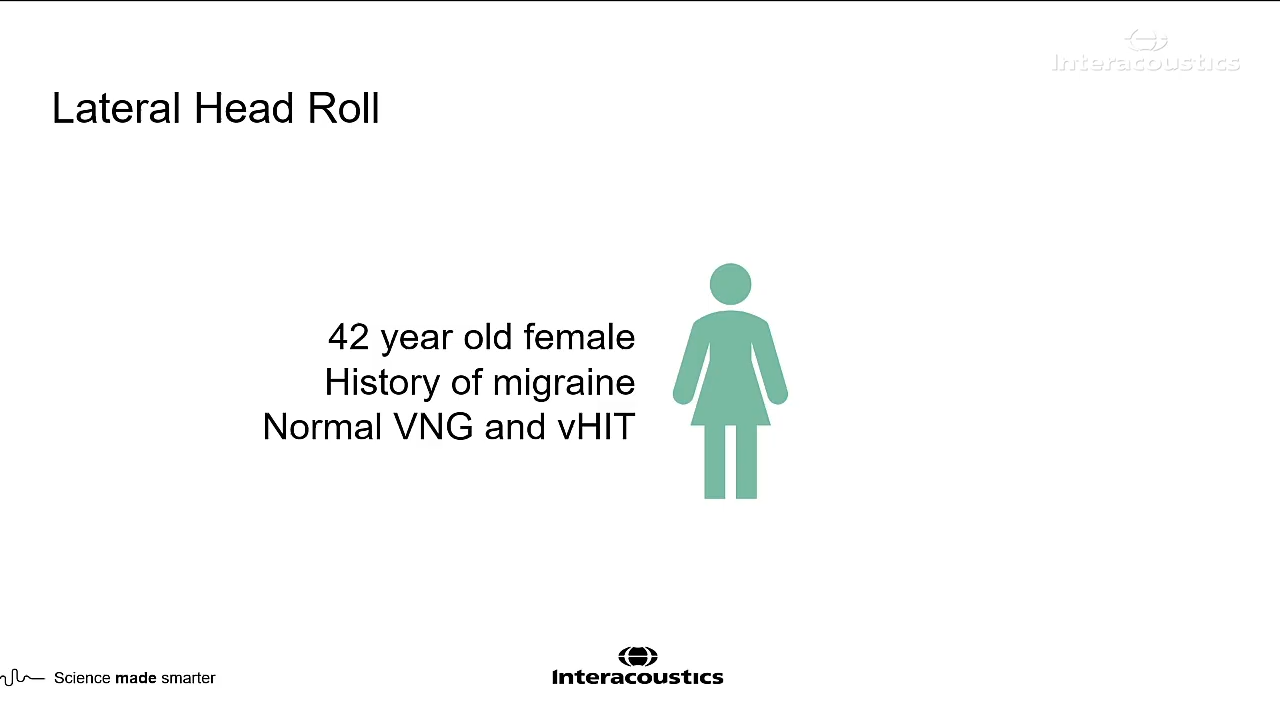 Interacoustics
Lateral Head Roll
42 year old female
History of migraine
Normal VNG and vHIT
Science made smarter
Interacoustics